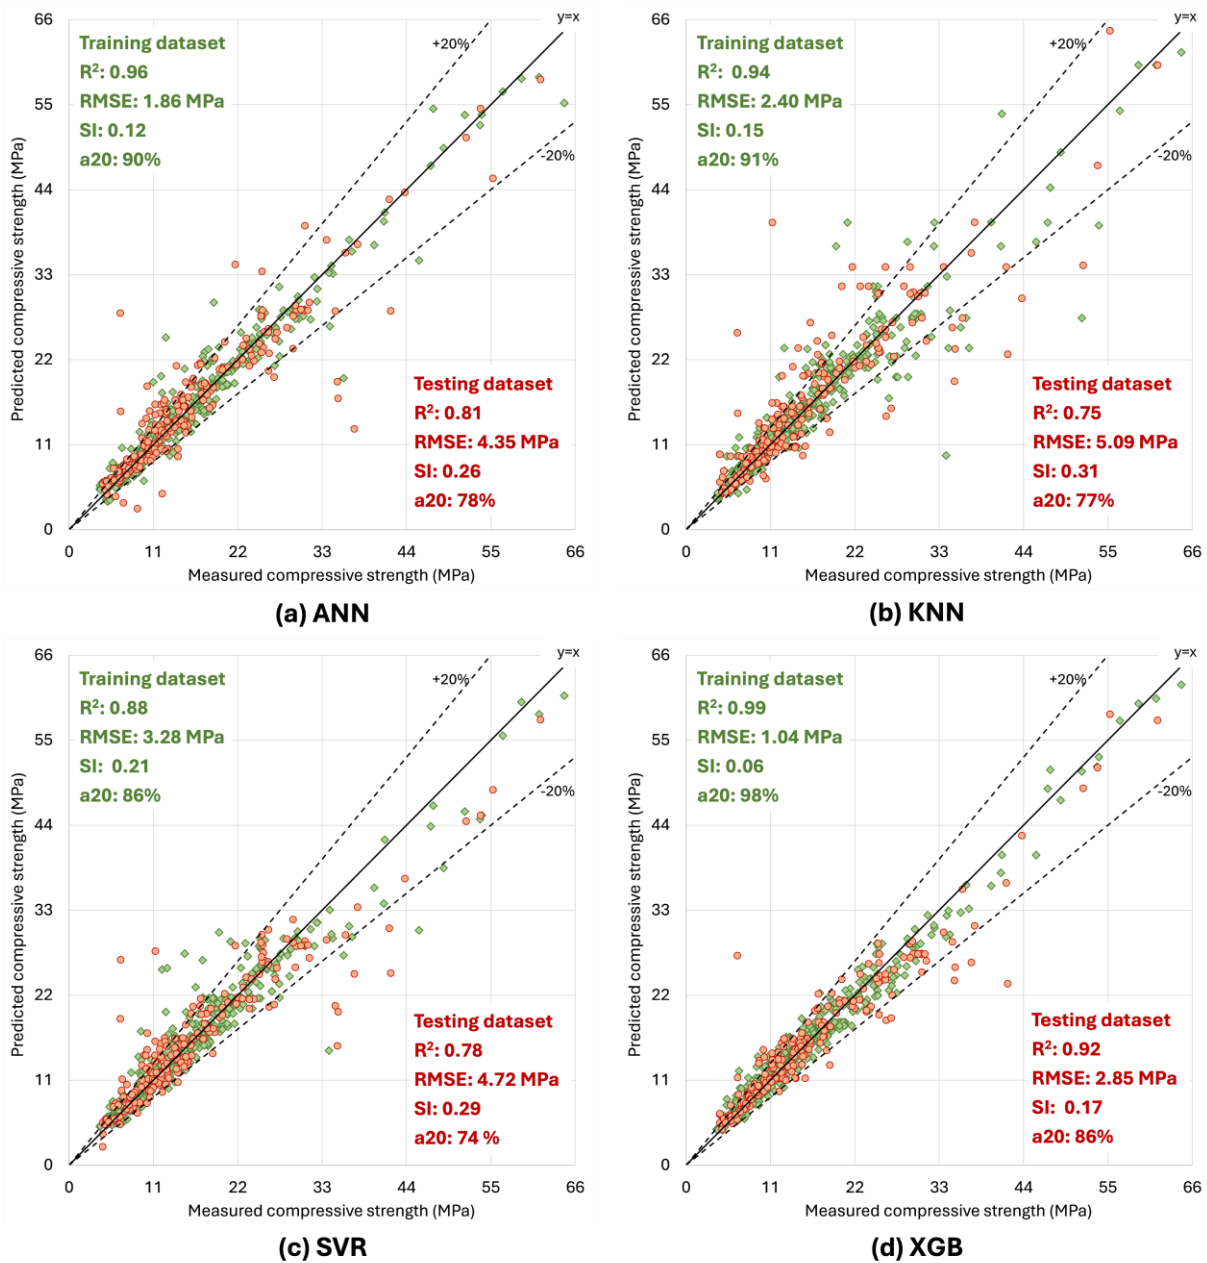 66
55
44
33
22
11
0
Predicted compressive strength (MPa)
Training dataset
R²: 0.96
RMSE: 1.86 MPa
SI: 0.12
a20: 90%
+20%
y=x
-20%
Testing dataset
R²: 0.81
RMSE: 4.35 MPa
SI: 0.26
a20: 78%
0 11 22 33 44 55 66
Measured compressive strength (MPa)
(a) ANN
66
55
44
33
22
11
0
Predicted compressive strength (MPa)
Training dataset
R²: 0.94
RMSE: 2.40 MPa
SI: 0.15
a20: 91%
+20%
y=x
-20%
Testing dataset
R²: 0.75
RMSE: 5.09 MPa
SI: 0.31
a20: 77%
0 11 22 33 44 55 66
Measured compressive strength (MPa)
(b) KNN
66
55
44
33
22
11
0
Predicted compressive strength (MPa)
Training dataset
R²: 0.88
RMSE: 3.28 MPa
SI: 0.21
a20: 86%
+20%
y=x
-20%
Testing dataset
R²: 0.78
RMSE: 4.72 MPa
SI: 0.29
a20: 74 %
0 11 22 33 44 55 66
Measured compressive strength (MPa)
(c) SVR
66
55
44
33
22
11
0
Predicted compressive strength (MPa)
Training dataset
R²: 0.99
RMSE: 1.04 MPa
SI: 0.06
a20: 98%
+20%
y=x
-20%
Testing dataset
R²: 0.92
RMSE: 2.85 MPa
SI: 0.17
a20: 86%
0 11 22 33 44 55 66
Measured compressive strength (MPa)
(d) XGB